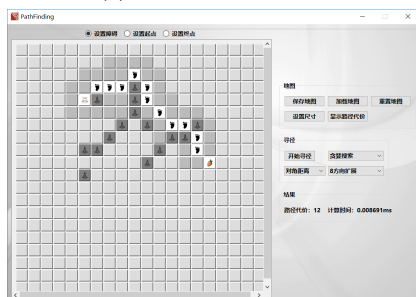 PathFinding
设置障碍 设置起点 设置终点
地图
保存地图 加载地图 重置地图
设置尺寸 显示路径代价
寻径
开始寻径 贪婪搜索
对角距离 8方向扩展
结果
路径代价：12 计算时间：0.008691ms